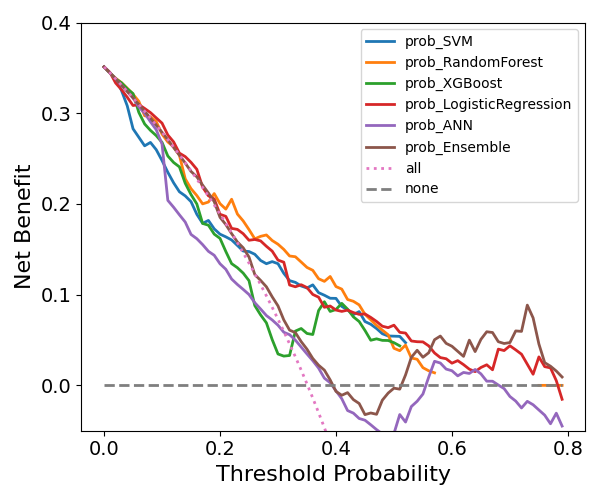 0.4
0.3
0.2
0.1
0.0
Net Benefit
prob_SVM
prob_RandomForest
prob_XGBoost
prob_LogisticRegression
prob_ANN
prob_Ensemble
all
none
0.0 0.2 0.4 0.6 0.8
Threshold Probability